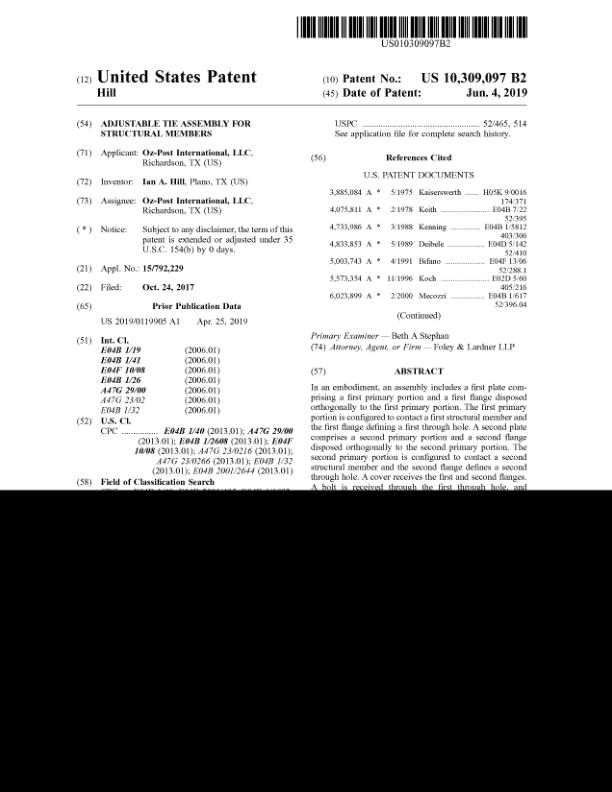 US010309097B2
(12) United States Patent
Hill
(10) Patent No.: US 10,309,097 B2
(45) Date of Patent: Jun. 4, 2019
(54) ADJUSTABLE TIE ASSEMBLY FOR
STRUCTURAL MEMBERS
(71) Applicant: Oz-Post International, LLC,
Richardson, TX (US)
(72) Inventor: Ian A. Hill, Plano, TX (US)
(73) Assignee: Oz-Post International, LLC,
Richardson, TX (US)
( * ) Notice: Subject to any disclaimer, the term of this
patent is extended or adjusted under 35
U.S.C. 154(b) by 0 days.
(21) Appl. No.: 15/792,229
(22) Filed: Oct. 24, 2017
(65) Prior Publication Data
US 2019/0119905 A1 Apr. 25, 2019
(51) Int. Cl.
E04B 1/19 (2006.01)
E04B 1/41 (2006.01)
E04F 10/08 (2006.01)
E04B 1/26 (2006.01)
A47G 29/00 (2006.01)
A47G 23/02 (2006.01)
E04B 1/32 (2006.01)
(52) U.S. Cl.
CPC ................ E04B 1/40 (2013.01); A47G 29/00
(2013.01); E04B 1/2608 (2013.01); E04F
10/08 (2013.01); A47G 23/0216 (2013.01);
A47G 23/0266 (2013.01); E04B 1/32
(2013.01); E04B 2001/2644 (2013.01)
(58) Field of Classification Search
USPC .................................................. 52/465, 514
See application file for complete search history.
(56) References Cited
U.S. PATENT DOCUMENTS
3,885,084 A * 5/1975 Kaiserswerth ...... H05K 9/0016
174/371
4,075,811 A * 2/1978 Keith .................... E04B 7/22
52/395
4,733,986 A * 3/1988 Kenning ............. E04B 1/5812
403/306
4,833,853 A * 5/1989 Deibele ................ E04D 5/142
52/410
5,003,743 A * 4/1991 Bifano ................. E04F 13/06
52/288.1
5,573,354 A * 11/1996 Koch .................... E02D 5/60
405/216
6,023,899 A * 2/2000 Mecozzi .............. E04B 1/617
52/396.04
(Continued)
Primary Examiner — Beth A Stephan
(74) Attorney, Agent, or Firm — Foley & Lardner LLP
(57) ABSTRACT
In an embodiment, an assembly includes a first plate com-
prising a first primary portion and a first flange disposed
orthogonally to the first primary portion. The first primary
portion is configured to contact a first structural member and
the first flange defining a first through hole. A second plate
comprises a second primary portion and a second flange
disposed orthogonally to the second primary portion. The
second primary portion is configured to contact a second
structural member and the second flange defines a second
through hole. A cover receives the first and second flanges.
A bolt is received through the first through hole, and